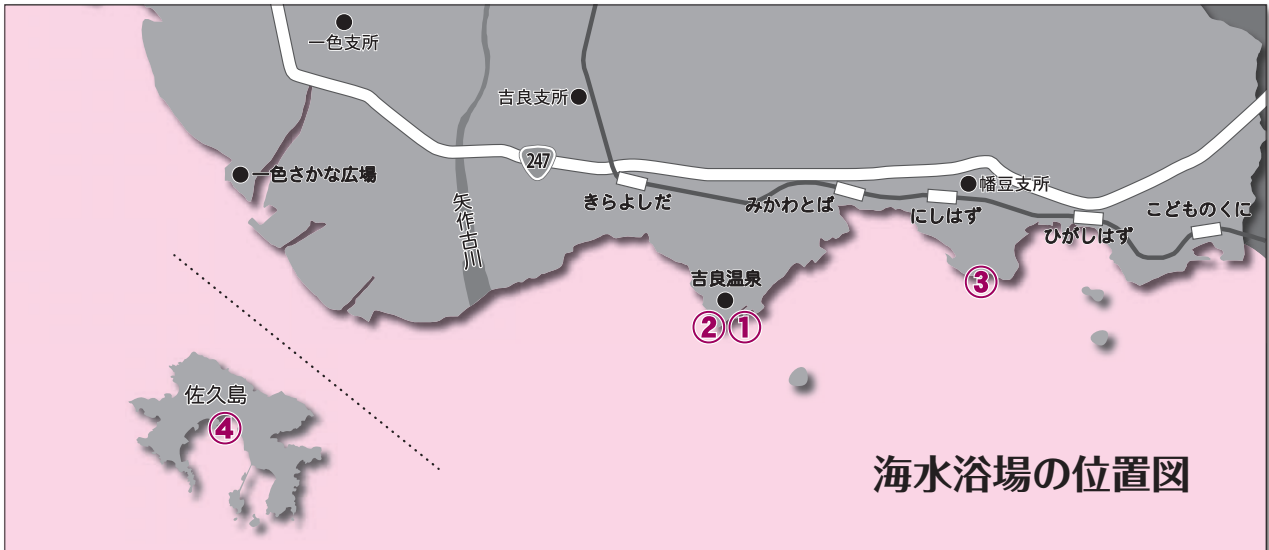 一色支所
吉良支所
247
一色さかな広場
幡豆支所
きらよしだ
みかわとば
にしはず
ひがしはず
こどものくに
矢作古川
吉良温泉
②①
③
佐久島
④
海水浴場の位置図